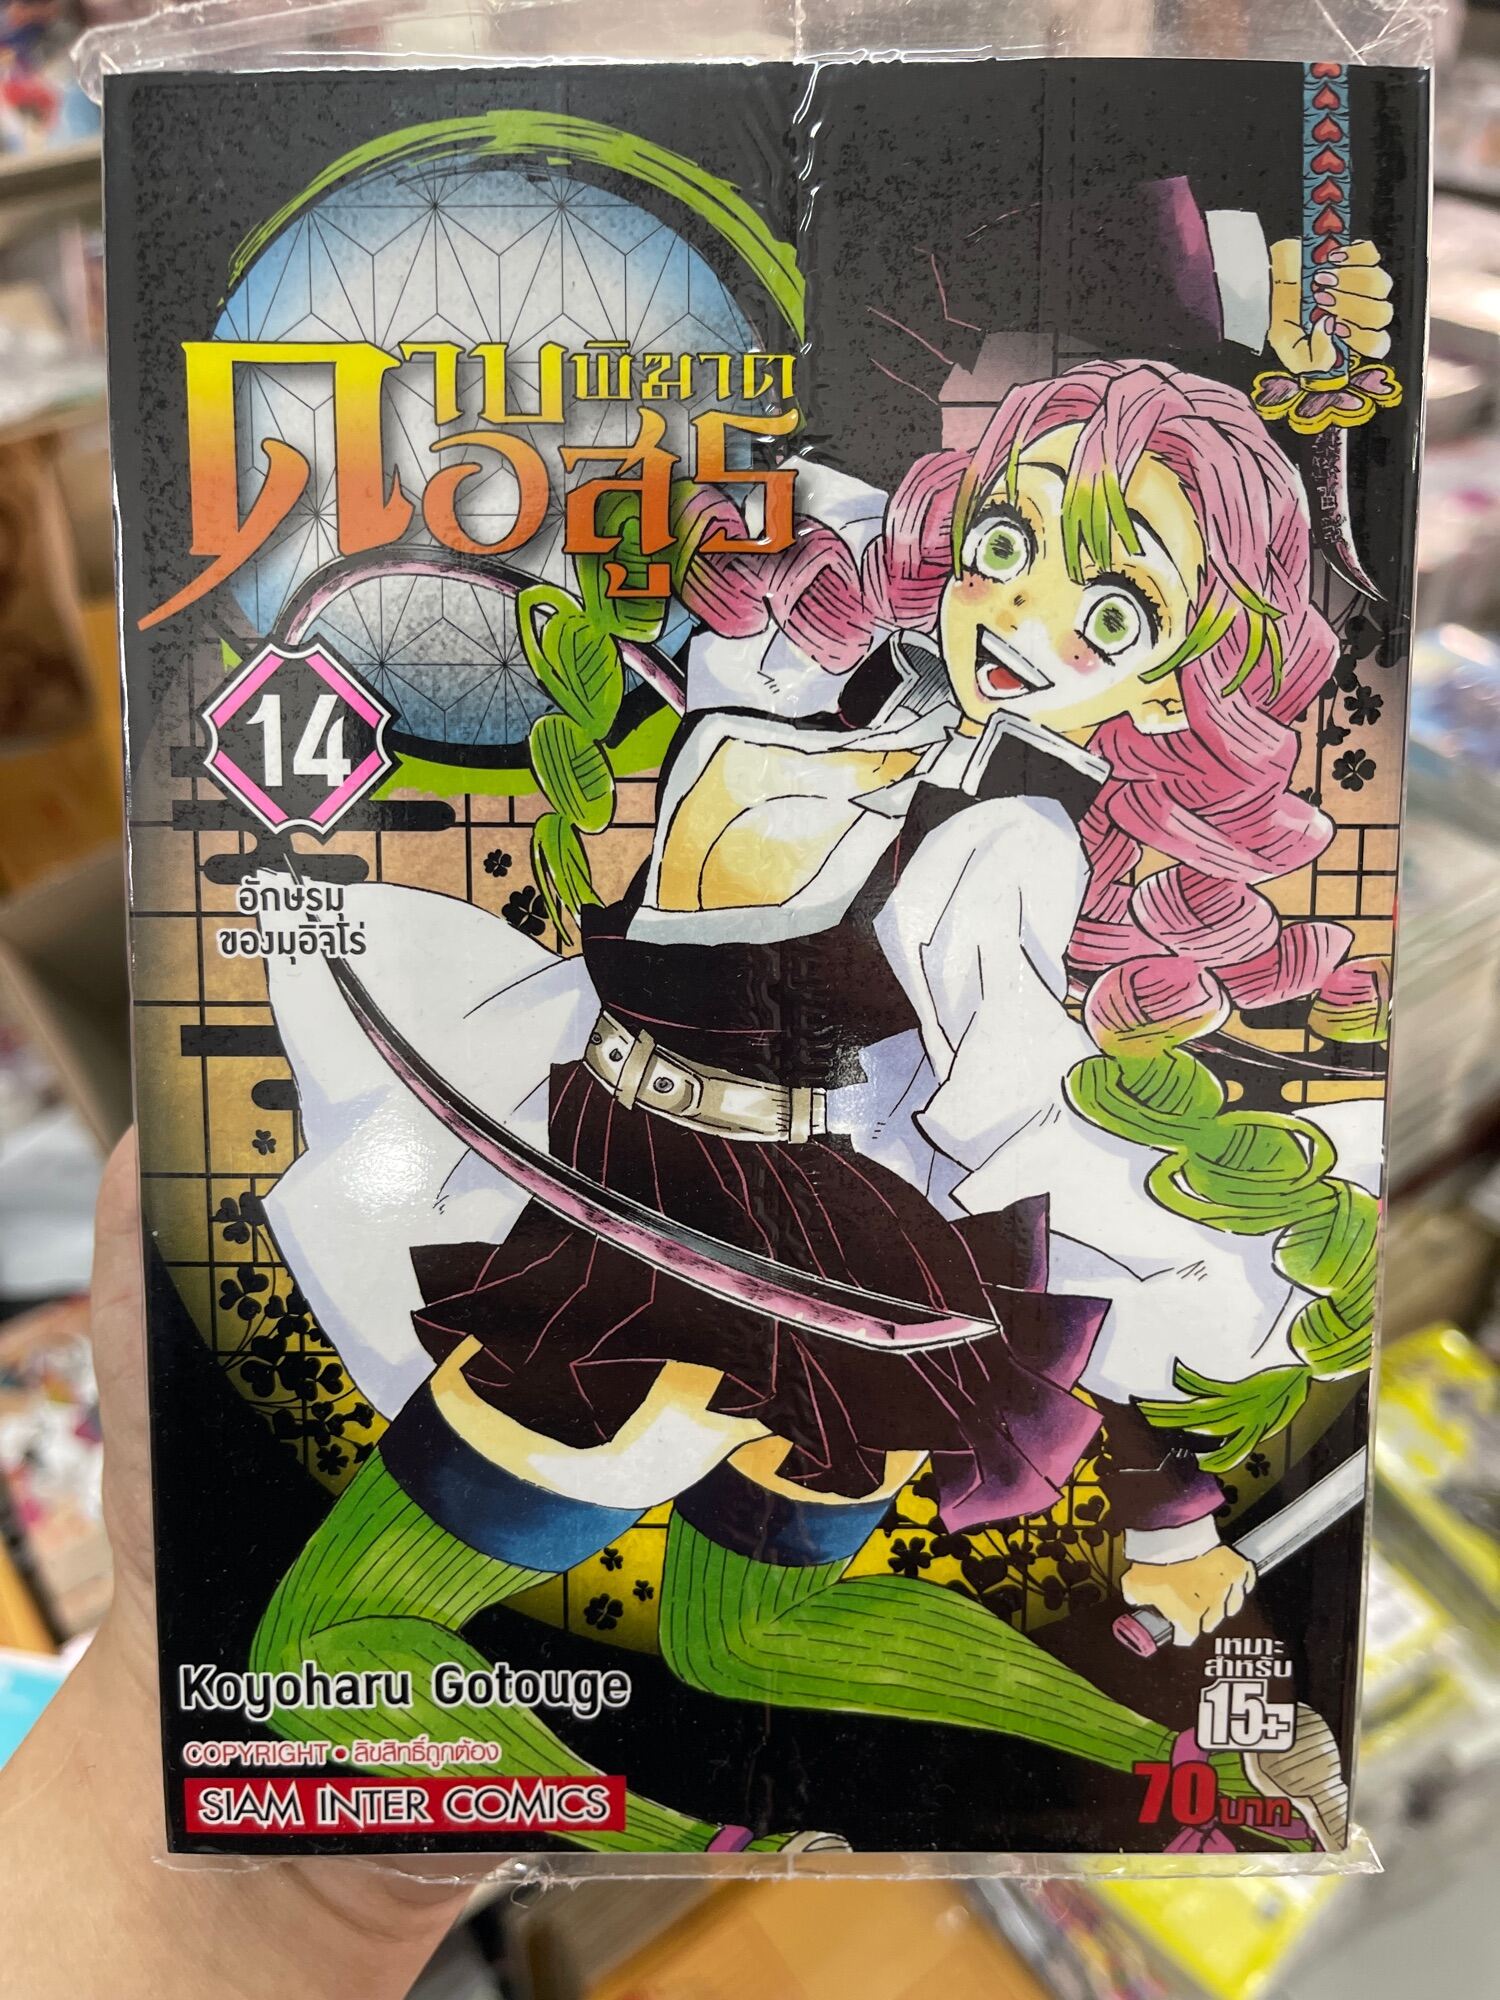 ดาบพิฆาต
อสูร
14
อักษรมุ
ของมุอิจิโร่
Koyoharu Gotouge
COPYRIGHT • ลิขสิทธิ์ถูกต้อง
SIAM INTER COMICS
เหมาะ
สำหรับ
15+
70 บาท